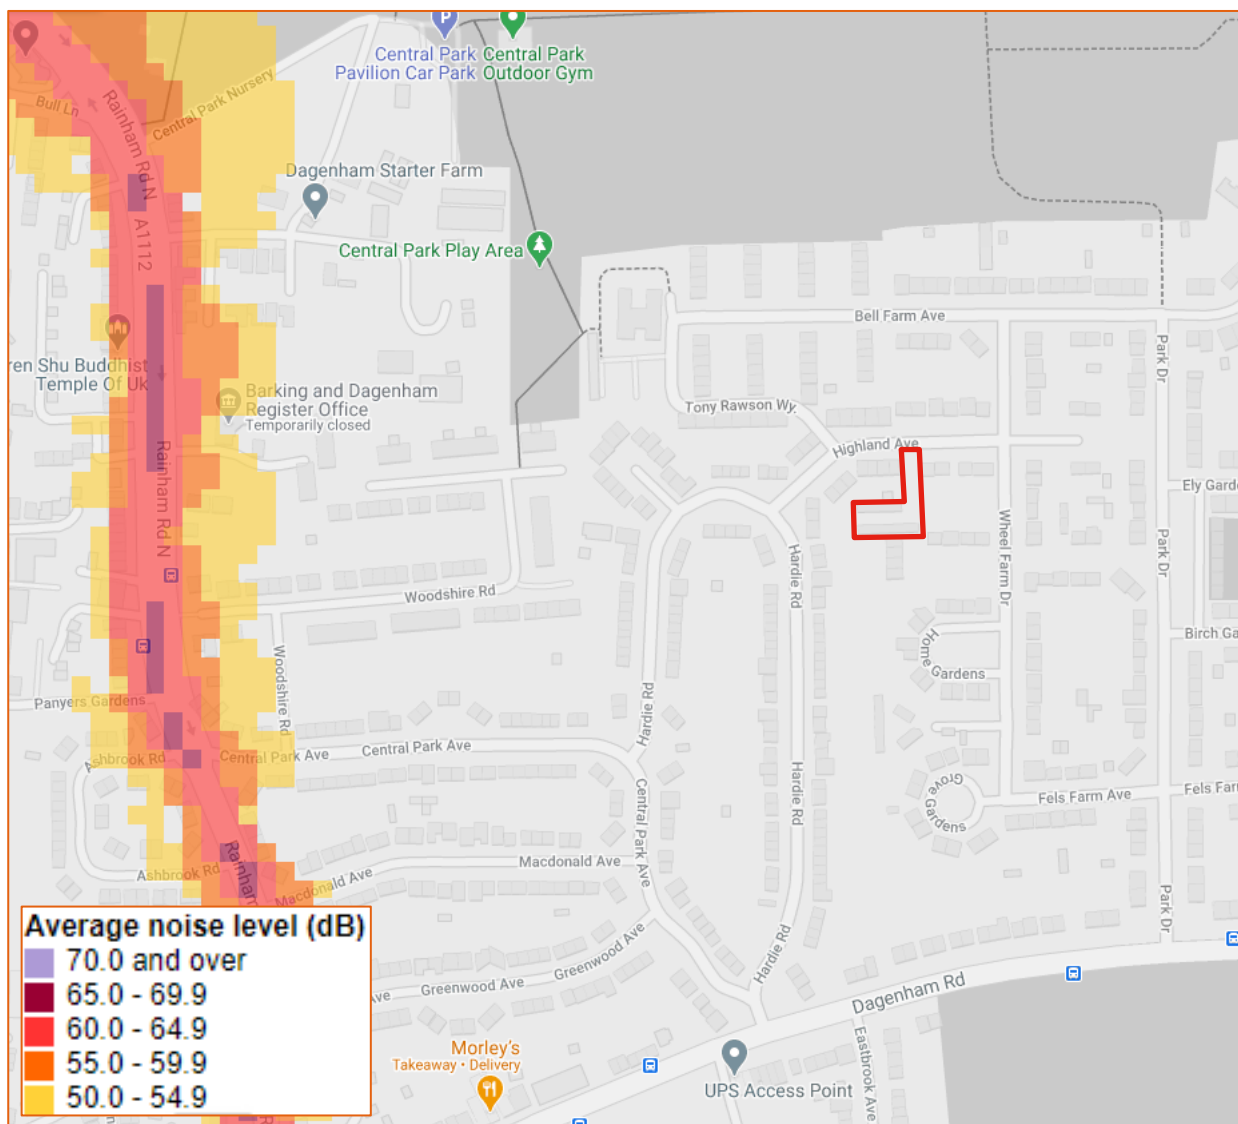 P
Central Park
Pavilion Car Park
Central Park
Outdoor Gym
Bull Ln
Rainham Rd N
Central Park Nursery
Dagenham Starter Farm
A1112
Central Park Play Area
Bell Farm Ave
ren Shu Buddhist
Temple Of Uk
Barking and Dagenham
Register Office
Temporarily closed
Tony Rawson Wy.
Highland Ave
Park Dr
Rainham Rd N
Ely Garde
Wheel Farm Dr
Park Dr
Hardie Rd
Woodshire Rd
Birch Ga
Home
Gardens
Woodshire Rd
Panyers Gardens
Hardie Rd
Ashbrook Rd
Central Park Ave
Central Park Ave
Hardie Rd
Central Park Ave
Grove
Gardens
Fels Farm Ave
Fels Far
Rainham
Ashbrook Rd
Macdonald Ave
Macdonald Ave
Park Dr
Greenwood Ave
Hardie Rd
Ave
Greenwood Ave
Dagenham Rd
Morley's
Takeaway • Delivery
UPS Access Point
Eastbrook Ave
Average noise level (dB)
70.0 and over
65.0 - 69.9
60.0 - 64.9
55.0 - 59.9
50.0 - 54.9
R